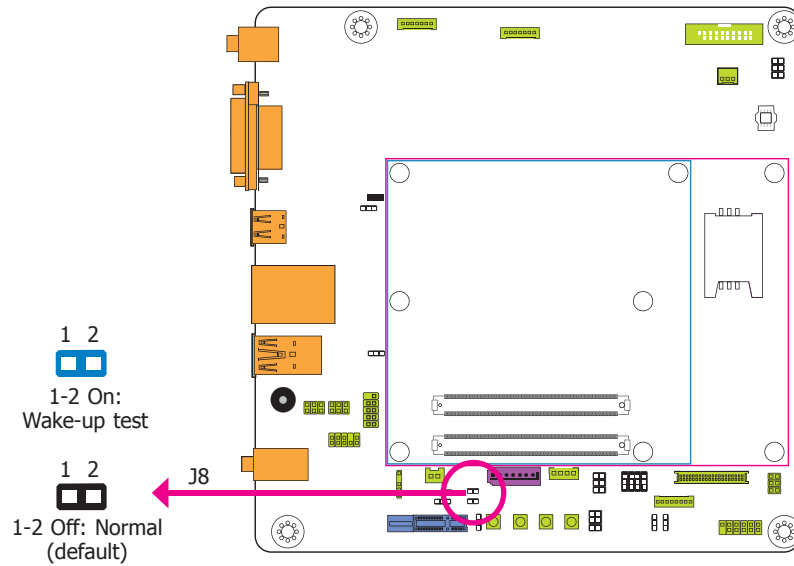 1 2
1-2 On:
Wake-up test
1 2
1-2 Off: Normal
(default)
J8